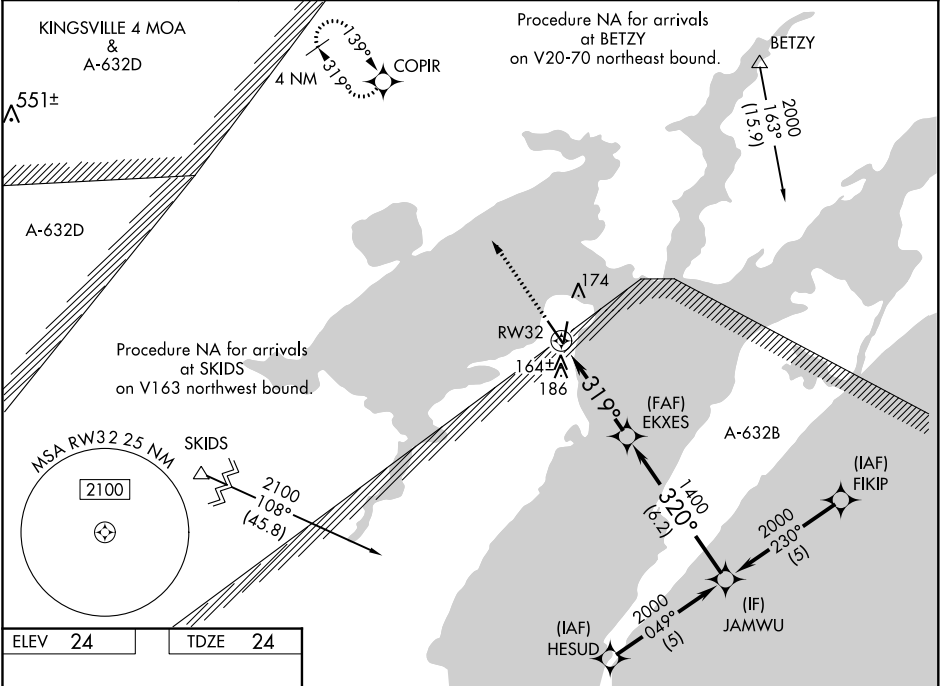 KINGSVILLE 4 MOA
&
A-632D
551±
A-632D
4 NM
139°
319°
COPIR
Procedure NA for arrivals
at BETZY
on V20-70 northeast bound.
BETZY
2000
163°
(15.9)
174
RW32
164±
186
319°
Procedure NA for arrivals
at SKIDS
on V163 northwest bound.
MSA RW32 25 NM
2100
SKIDS
2100
108°
(45.8)
(FAF)
EKXES
A-632B
1400
320°
(6.2)
(IAF)
FIKIP
2000
230°
(5)
(IF)
JAMWU
2000
049°
(5)
(IAF)
HESUD
ELEV 24
TDZE 24